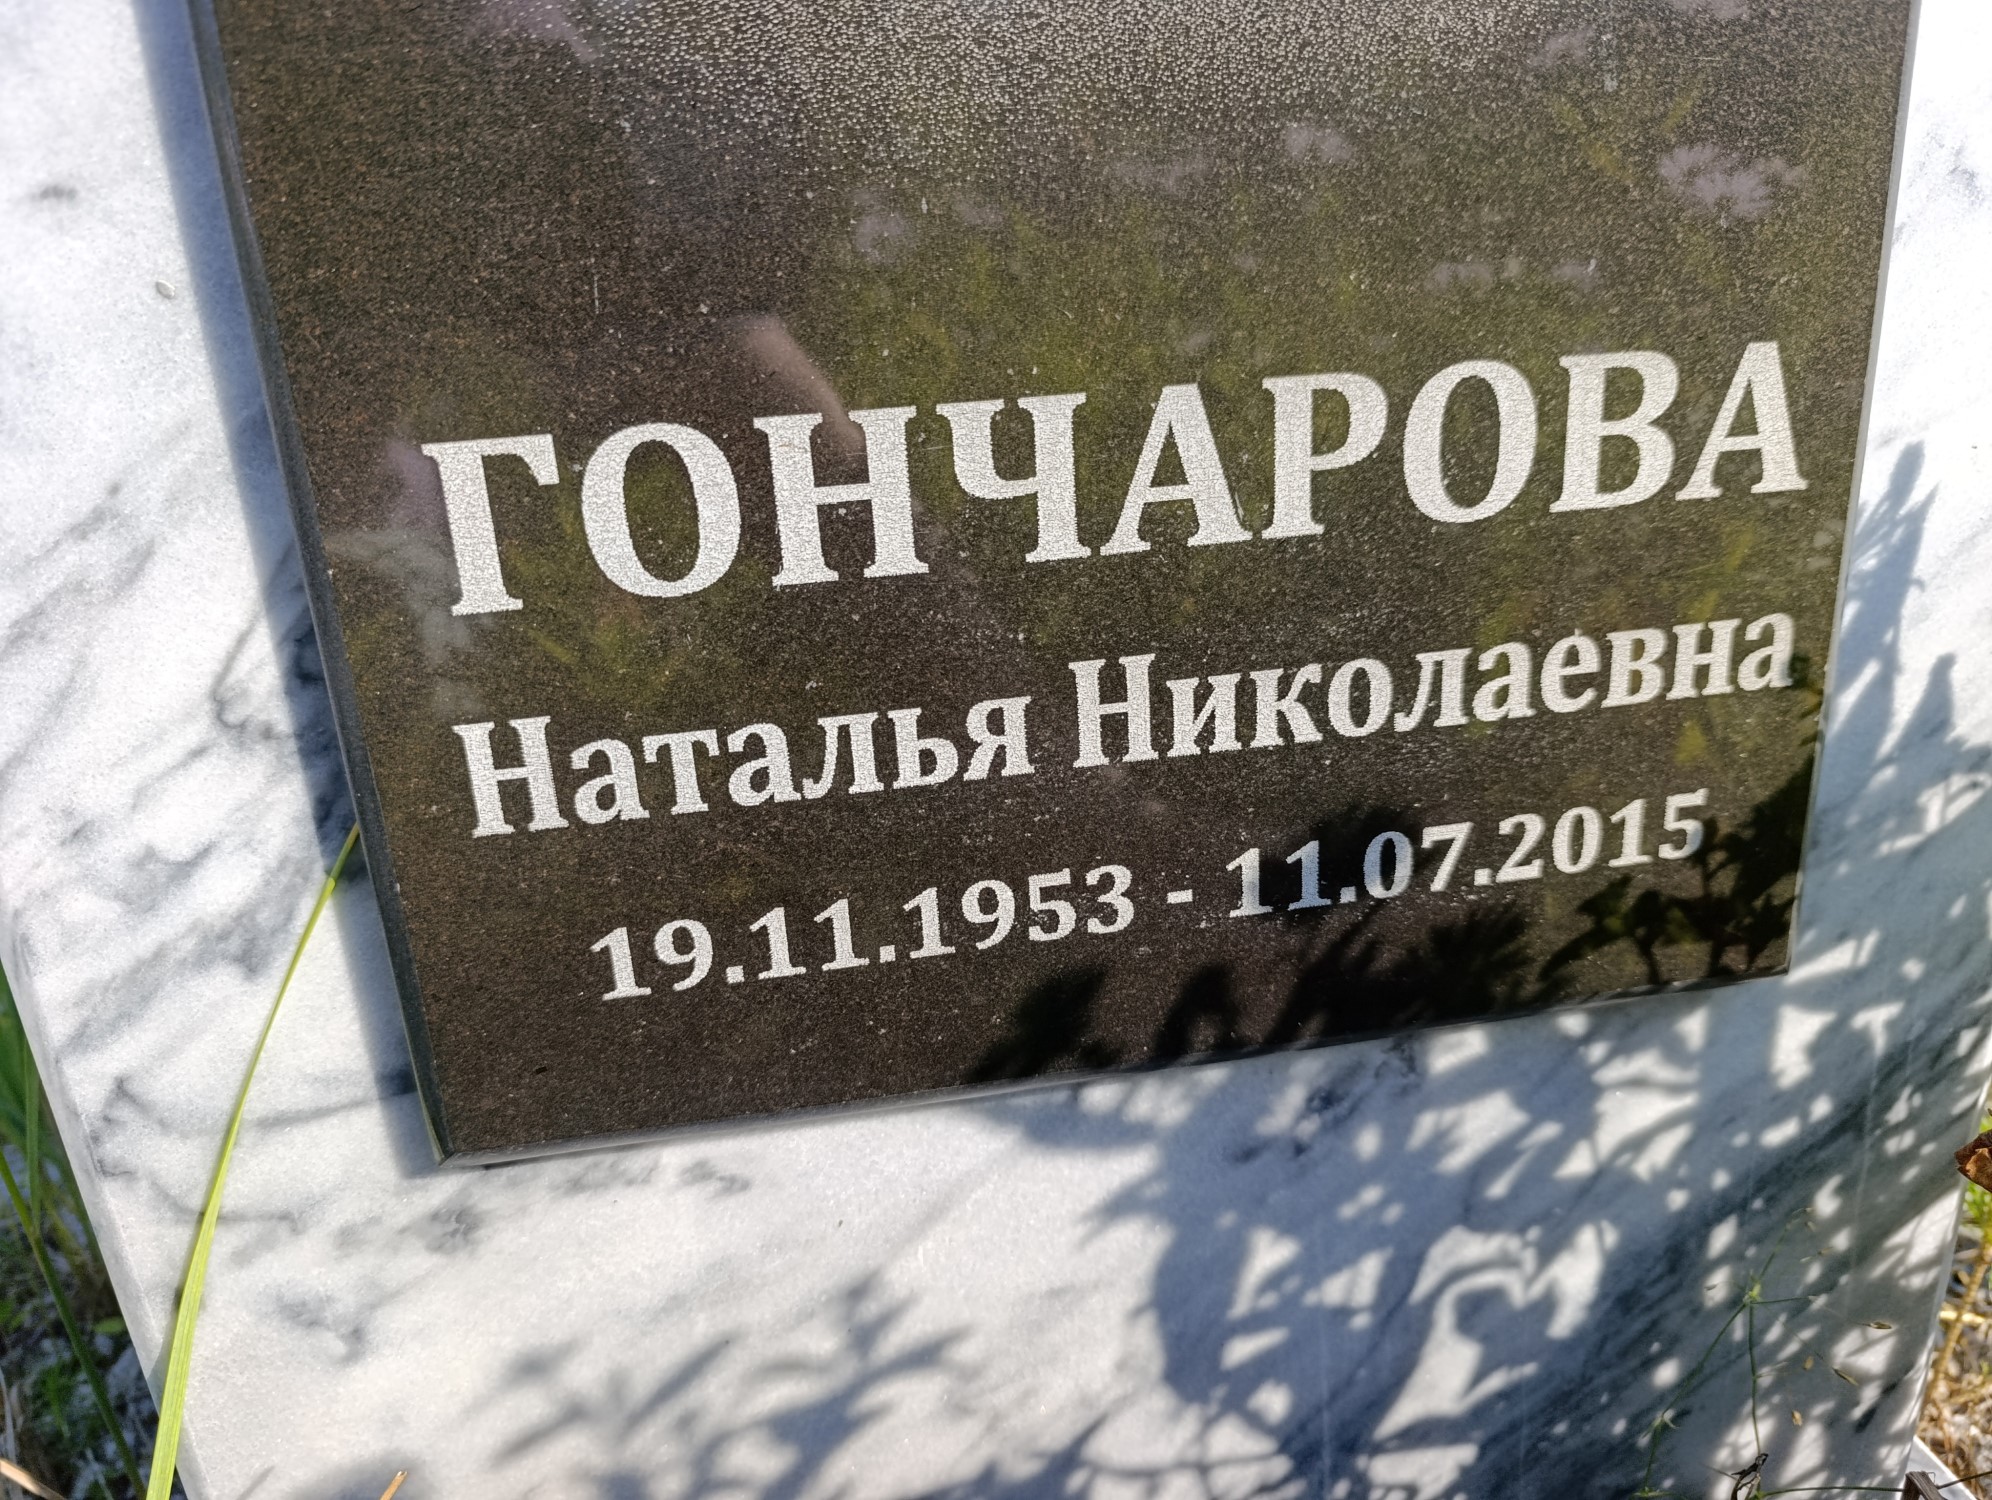 ГОНЧАРОВА
Наталья Николаевна
19.11.1953 - 11.07.2015